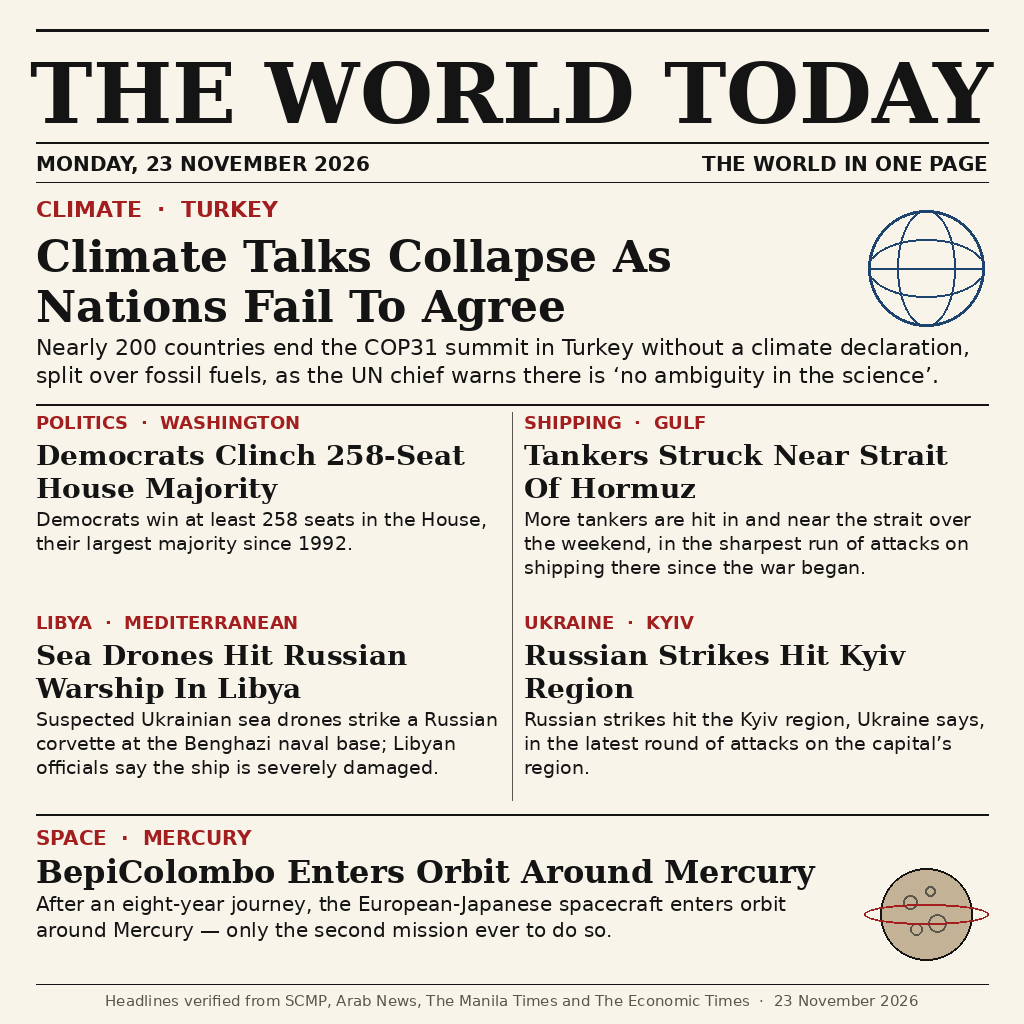 THE WORLD TODAY
MONDAY, 23 NOVEMBER 2026
THE WORLD IN ONE PAGE
CLIMATE · TURKEY
Climate Talks Collapse As
Nations Fail To Agree
Nearly 200 countries end the COP31 summit in Turkey without a climate declaration,
split over fossil fuels, as the UN chief warns there is ‘no ambiguity in the science’.
POLITICS · WASHINGTON
Democrats Clinch 258-Seat
House Majority
Democrats win at least 258 seats in the House,
their largest majority since 1992.
SHIPPING · GULF
Tankers Struck Near Strait
Of Hormuz
More tankers are hit in and near the strait over
the weekend, in the sharpest run of attacks on
shipping there since the war began.
LIBYA · MEDITERRANEAN
Sea Drones Hit Russian
Warship In Libya
Suspected Ukrainian sea drones strike a Russian
corvette at the Benghazi naval base; Libyan
officials say the ship is severely damaged.
UKRAINE · KYIV
Russian Strikes Hit Kyiv
Region
Russian strikes hit the Kyiv region, Ukraine says,
in the latest round of attacks on the capital’s
region.
SPACE · MERCURY
BepiColombo Enters Orbit Around Mercury
After an eight-year journey, the European-Japanese spacecraft enters orbit
around Mercury — only the second mission ever to do so.
Headlines verified from SCMP, Arab News, The Manila Times and The Economic Times · 23 November 2026